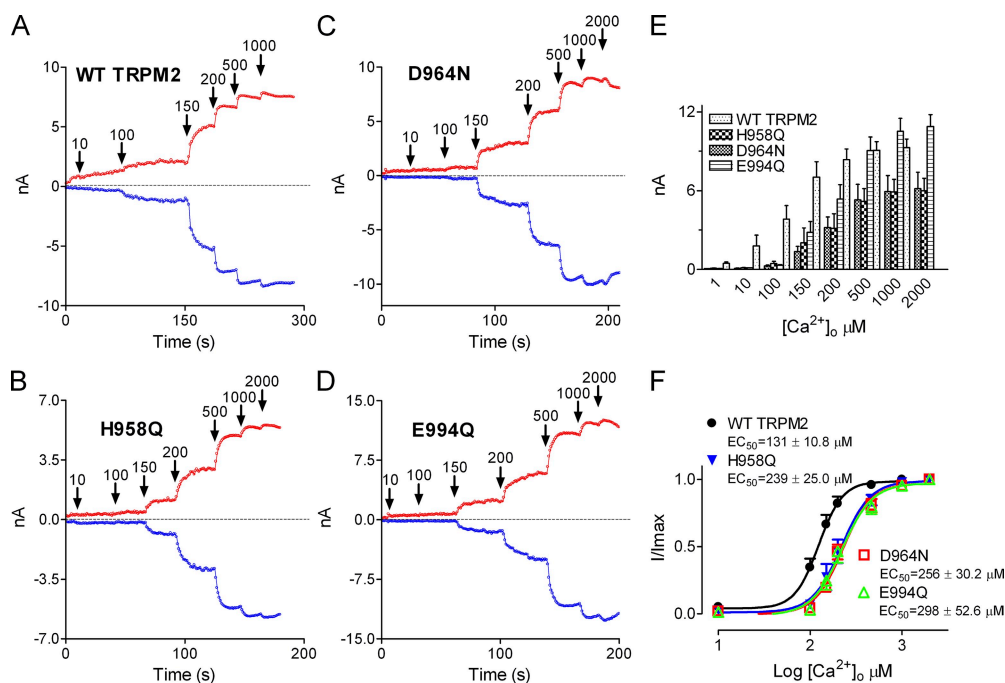 A
WT TRPM2
10
100
150
200
500
1000
nA
10
5
0
-5
-10
0
150
300
Time (s)
C
D964N
10
100
150
200
500
1000
2000
nA
10
5
0
-5
-10
0
100
200
Time (s)
E
WT TRPM2
H958Q
D964N
E994Q
nA
12
6
0
1
10
100
150
200
500
1000
2000
[Ca2+]o μM
B
H958Q
10
100
150
200
500
1000
2000
nA
7.0
3.5
0.0
-3.5
-7.0
0
100
200
Time (s)
D
E994Q
10
100
150
200
500
1000
2000
nA
15.0
7.5
0.0
-7.5
-15.0
0
100
200
Time (s)
F
WT TRPM2
EC50=131 ± 10.8 μM
H958Q
EC50=239 ± 25.0 μM
D964N
EC50=256 ± 30.2 μM
E994Q
EC50=298 ± 52.6 μM
I/Imax
1.0
0.5
0.0
1
2
3
Log [Ca2+]o μM